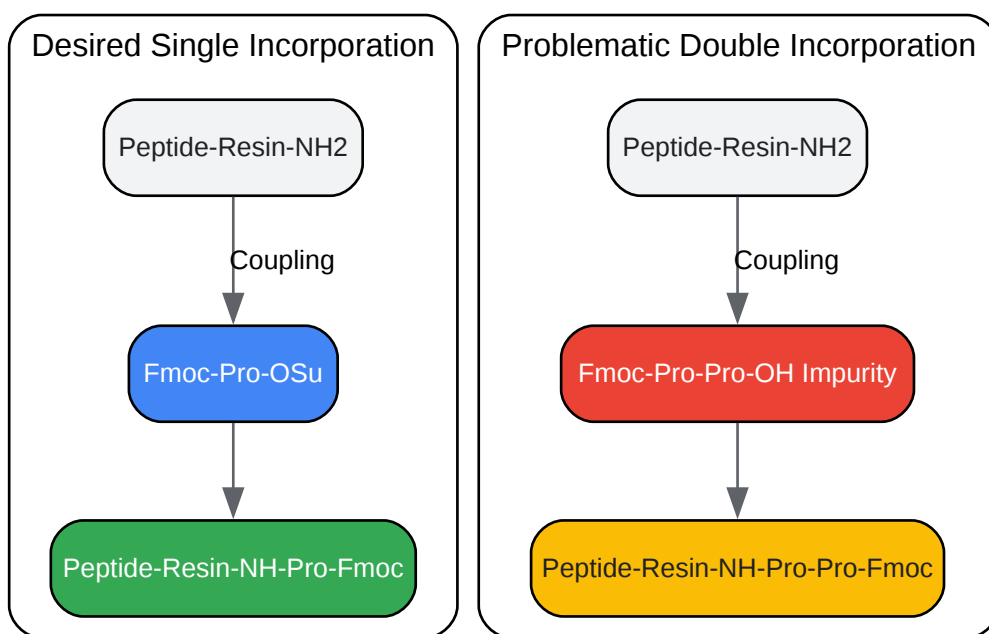 Desired Single Incorporation
Peptide-Resin-NH2
Coupling
Fmoc-Pro-OSu
Peptide-Resin-NH-Pro-Fmoc
Problematic Double Incorporation
Peptide-Resin-NH2
Coupling
Fmoc-Pro-Pro-OH Impurity
Peptide-Resin-NH-Pro-Pro-Fmoc